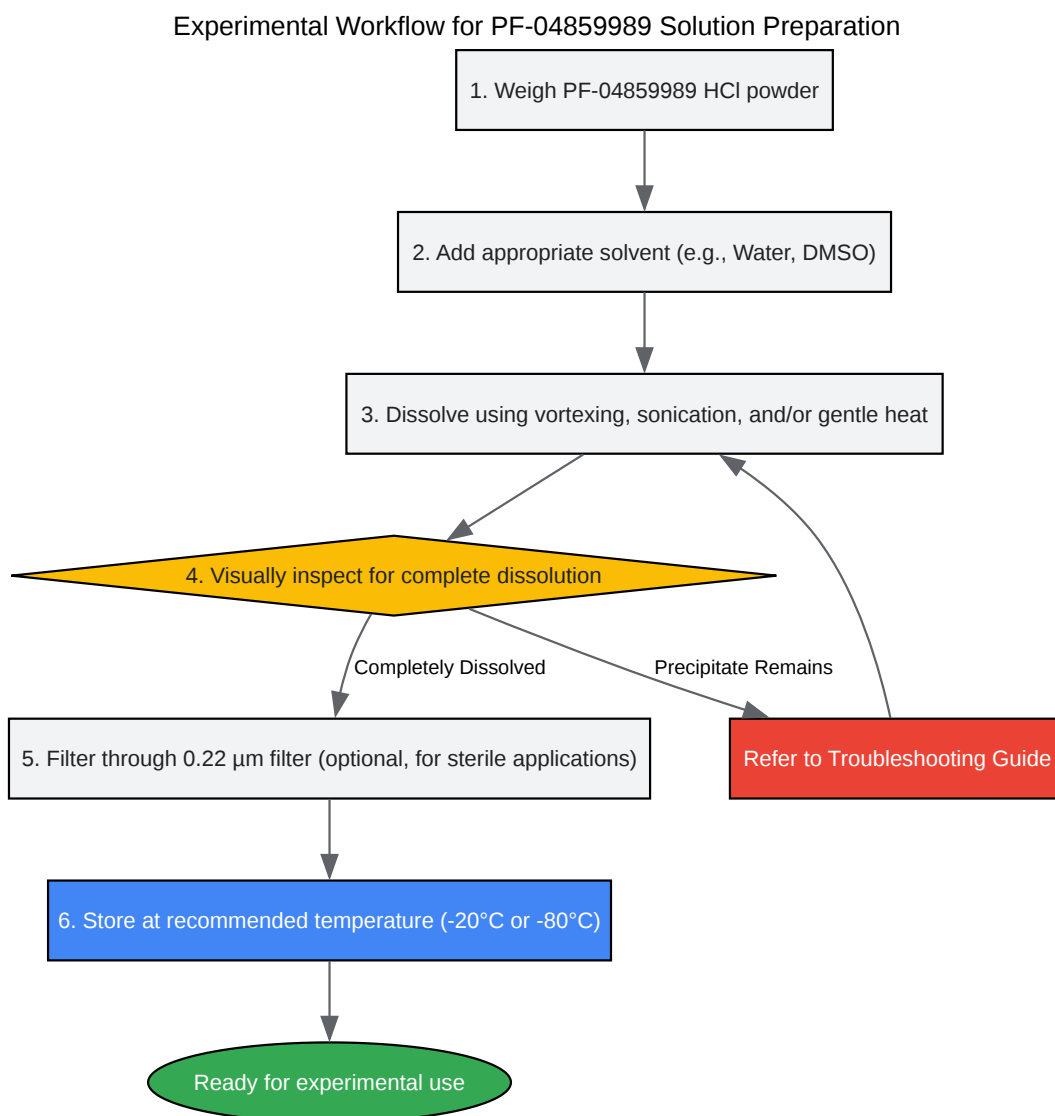 Experimental Workflow for PF-04859989 Solution Preparation
1. Weigh PF-04859989 HCl powder
2. Add appropriate solvent (e.g., Water, DMSO)
3. Dissolve using vortexing, sonication, and/or gentle heat
4. Visually inspect for complete dissolution
Completely Dissolved
Precipitate Remains
5. Filter through 0.22 µm filter (optional, for sterile applications)
Refer to Troubleshooting Guide
6. Store at recommended temperature (-20°C or -80°C)
Ready for experimental use